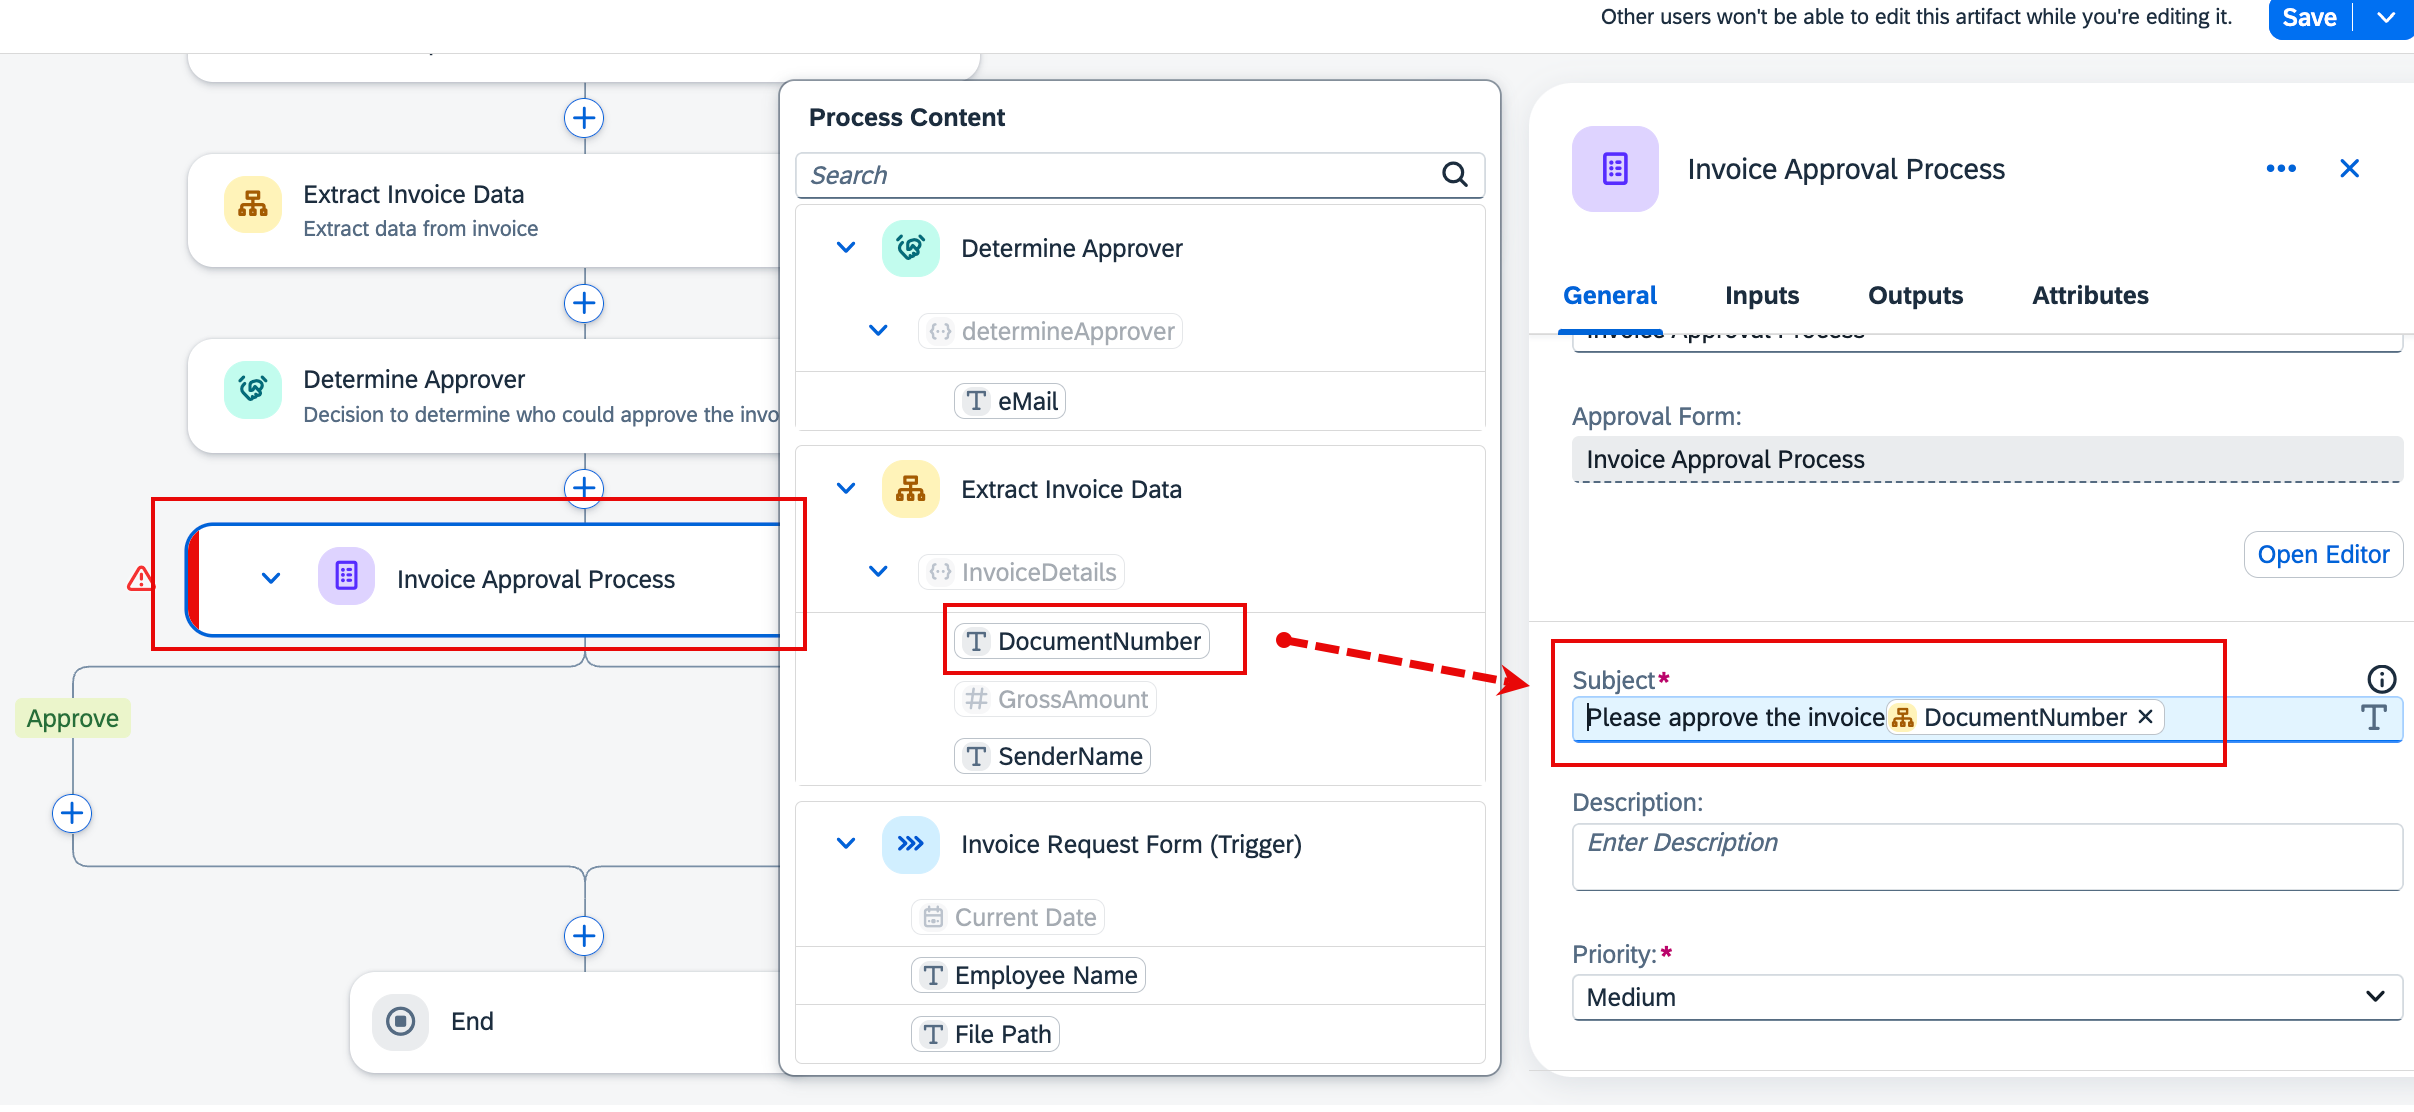 Other users won't be able to edit this artifact while you're editing it.
Save
Extract Invoice Data
Extract data from invoice
Determine Approver
Decision to determine who could approve the invo
Invoice Approval Process
Approve
End
Process Content
Search
Determine Approver
determineApprover
eMail
Extract Invoice Data
InvoiceDetails
DocumentNumber
GrossAmount
SenderName
Invoice Request Form (Trigger)
Current Date
Employee Name
File Path
Invoice Approval Process
General Inputs Outputs Attributes
Invoice Approval Process
Approval Form:
Invoice Approval Process
Open Editor
Subject*
Please approve the invoice DocumentNumber
Description:
Enter Description
Priority:*
Medium